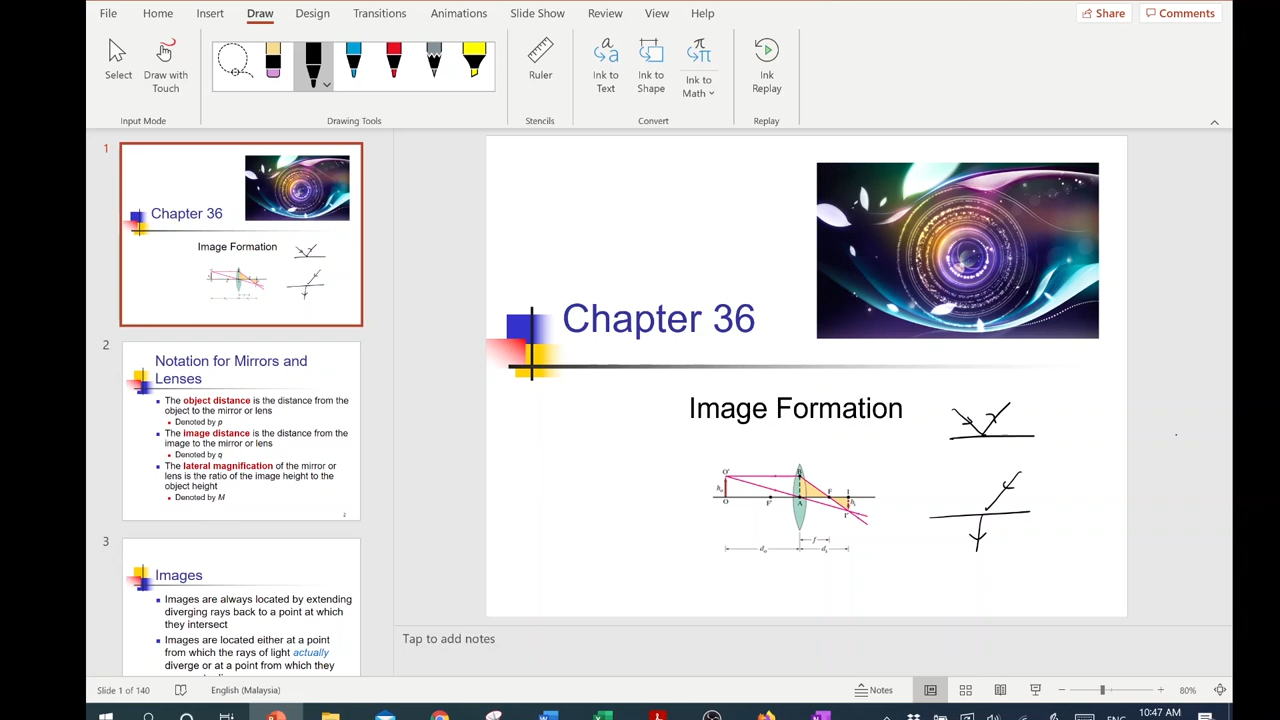 File Home Insert Draw Design Transitions Animations Slide Show Review View Help Share Comments
Select Draw with Touch Ruler Ink to Text Ink to Shape Ink to Math Ink Replay
Input Mode Drawing Tools Stencils Convert Replay
1
Chapter 36
Image Formation
2
Notation for Mirrors and
Lenses
The object distance is the distance from the
object to the mirror or lens
Denoted by p
The image distance is the distance from the
image to the mirror or lens
Denoted by q
The lateral magnification of the mirror or
lens is the ratio of the image height to the
object height
Denoted by M
2
3
Images
Images are always located by extending
diverging rays back to a point at which
they intersect
Images are located either at a point
from which the rays of light actually
diverge or at a point from which they
Chapter 36
Image Formation
O' B
h₀ F I hᵢ
O F' A I'
f
d₀ dᵢ
Tap to add notes
Slide 1 of 140 English (Malaysia) Notes 80%
ENG 10:47 AM